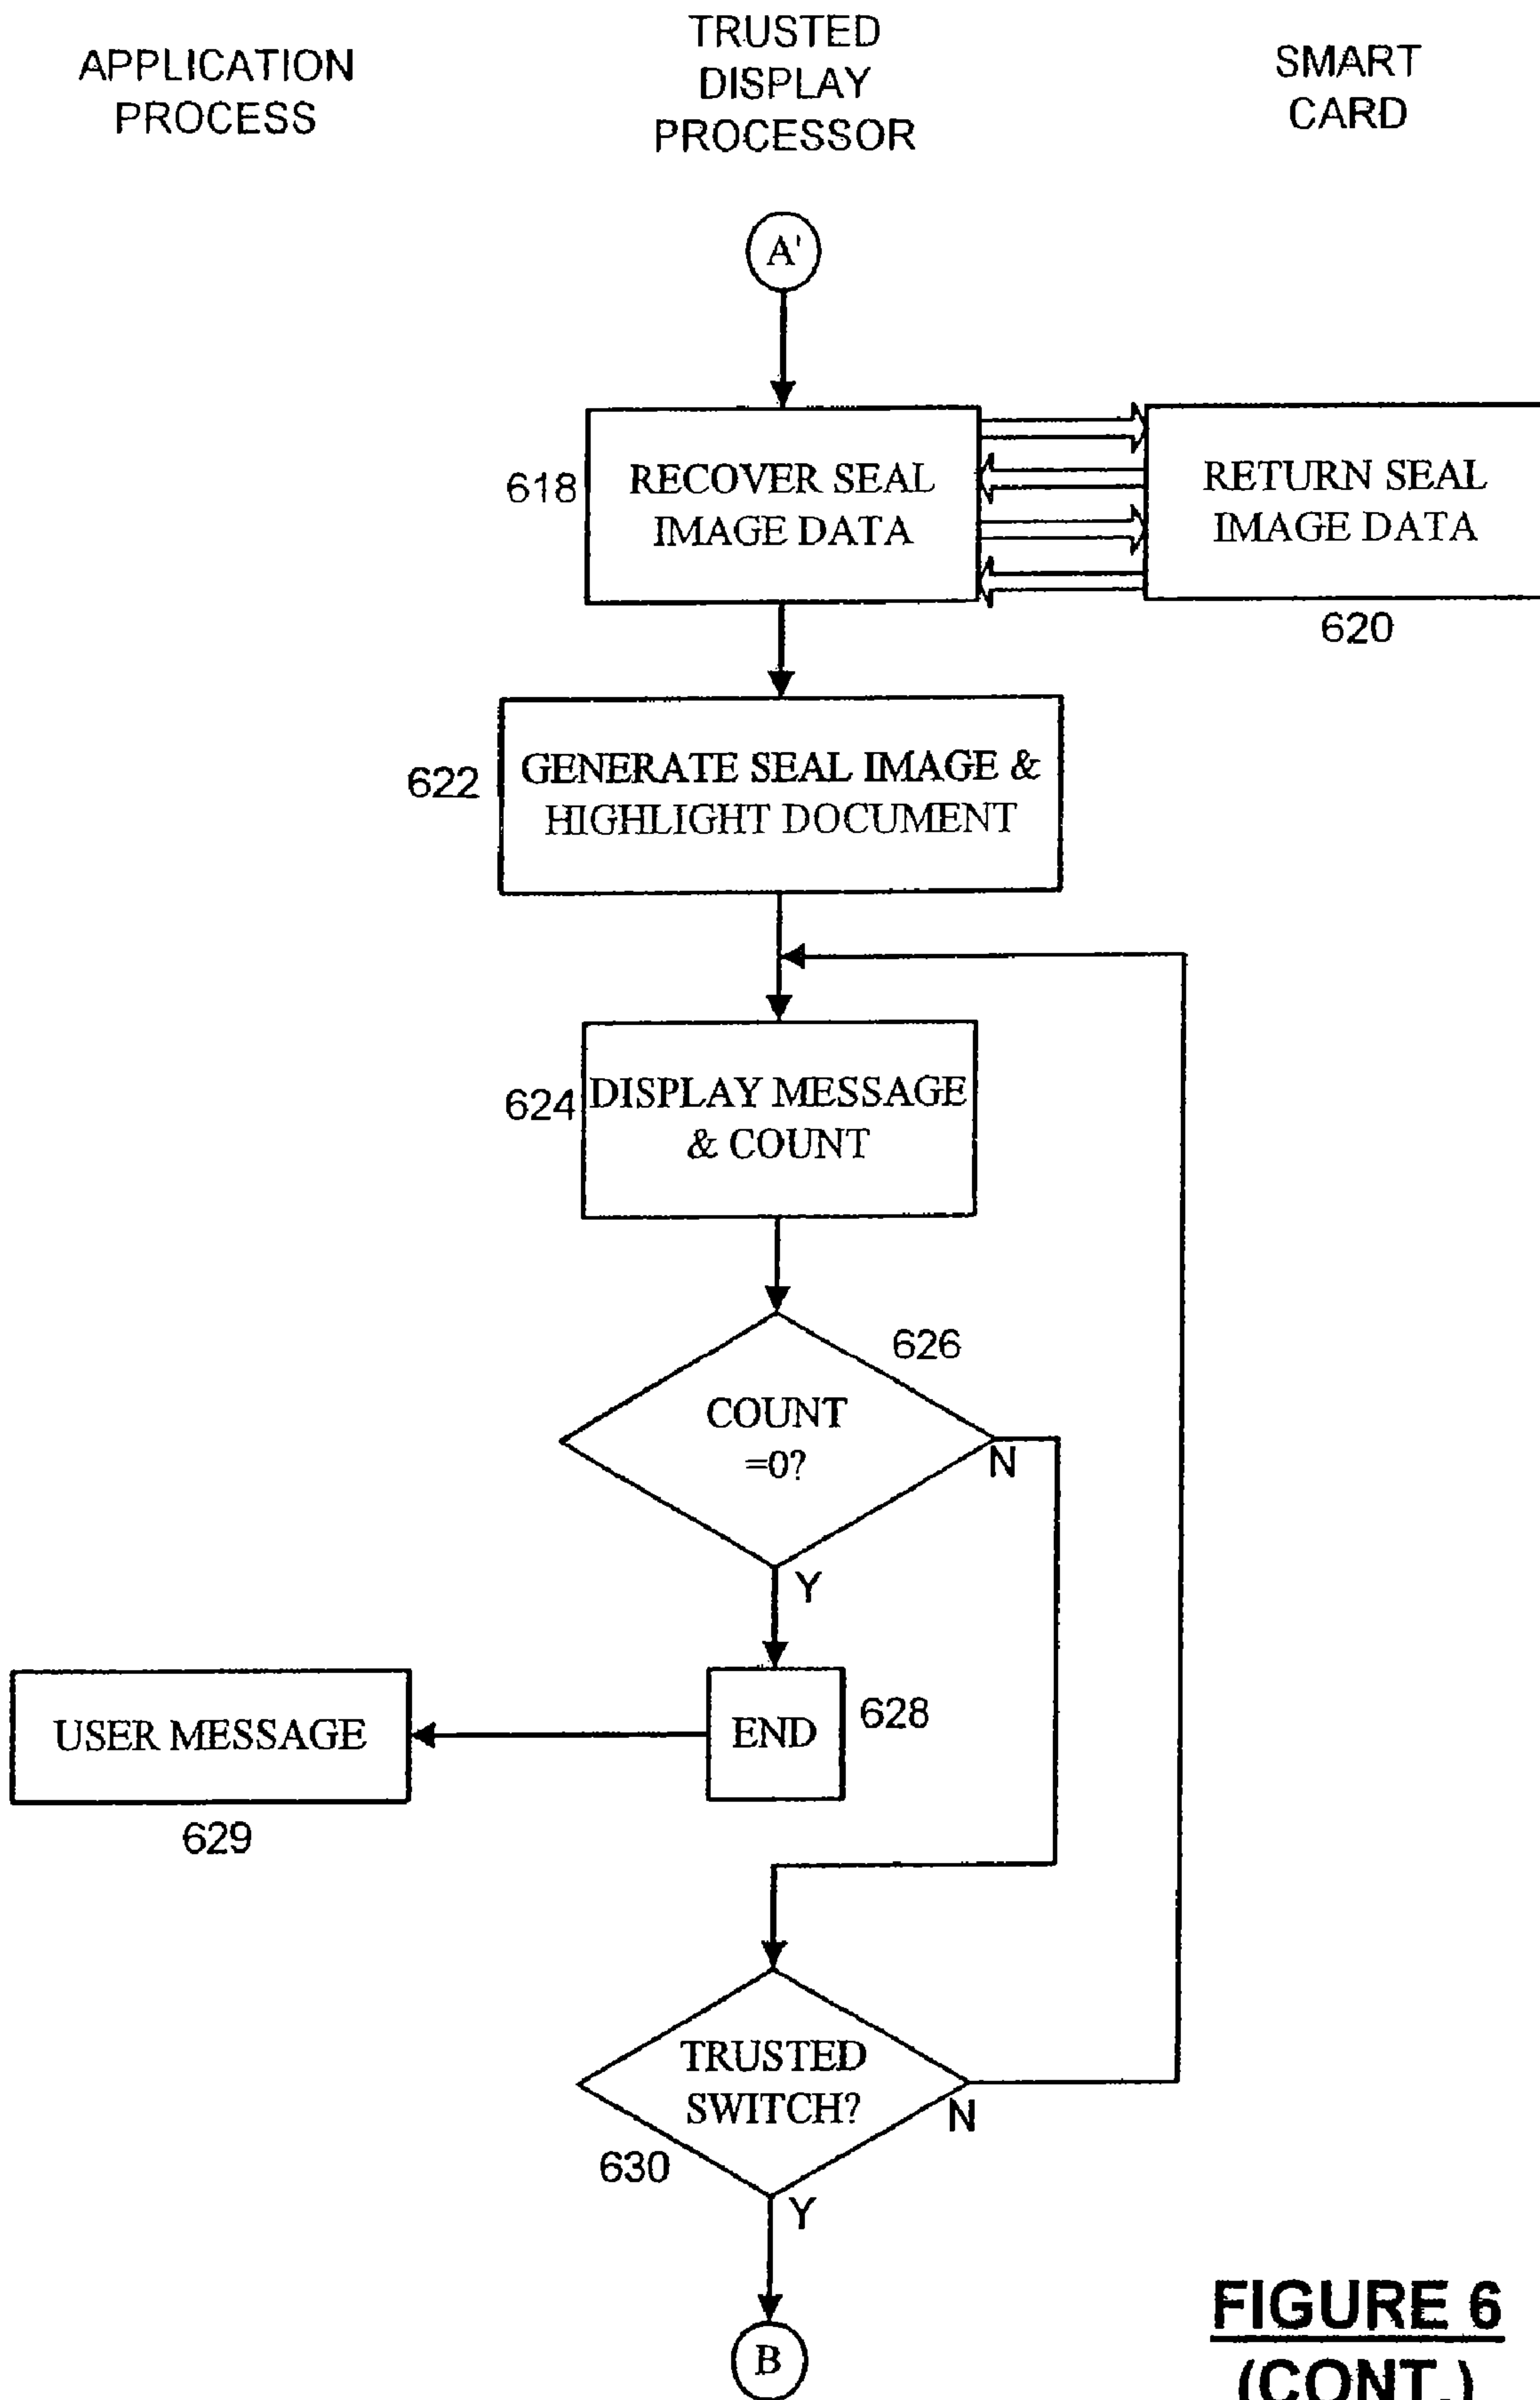 APPLICATION
PROCESS
TRUSTED
DISPLAY
PROCESSOR
SMART
CARD
A'
618
RECOVER SEAL
IMAGE DATA
RETURN SEAL
IMAGE DATA
620
622
GENERATE SEAL IMAGE &
HIGHLIGHT DOCUMENT
624
DISPLAY MESSAGE
& COUNT
626
COUNT
=0?
N
Y
USER MESSAGE
629
END
628
TRUSTED
SWITCH?
N
630
Y
B
FIGURE 6
(CONT.)